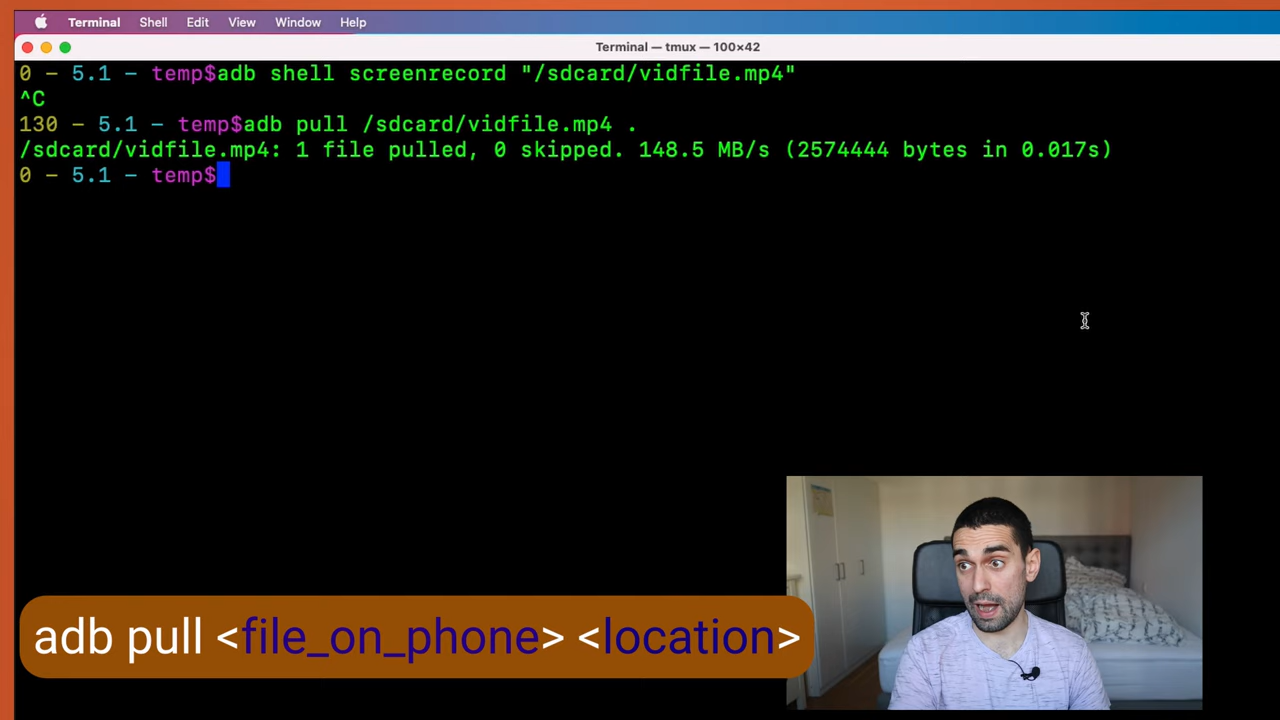 Terminal Shell Edit View Window Help
Terminal — tmux — 100×42
0 – 5.1 – temp$adb shell screenrecord "/sdcard/vidfile.mp4"
^C
130 – 5.1 – temp$adb pull /sdcard/vidfile.mp4 .
/sdcard/vidfile.mp4: 1 file pulled, 0 skipped. 148.5 MB/s (2574444 bytes in 0.017s)
0 – 5.1 – temp$
adb pull <file_on_phone> <location>